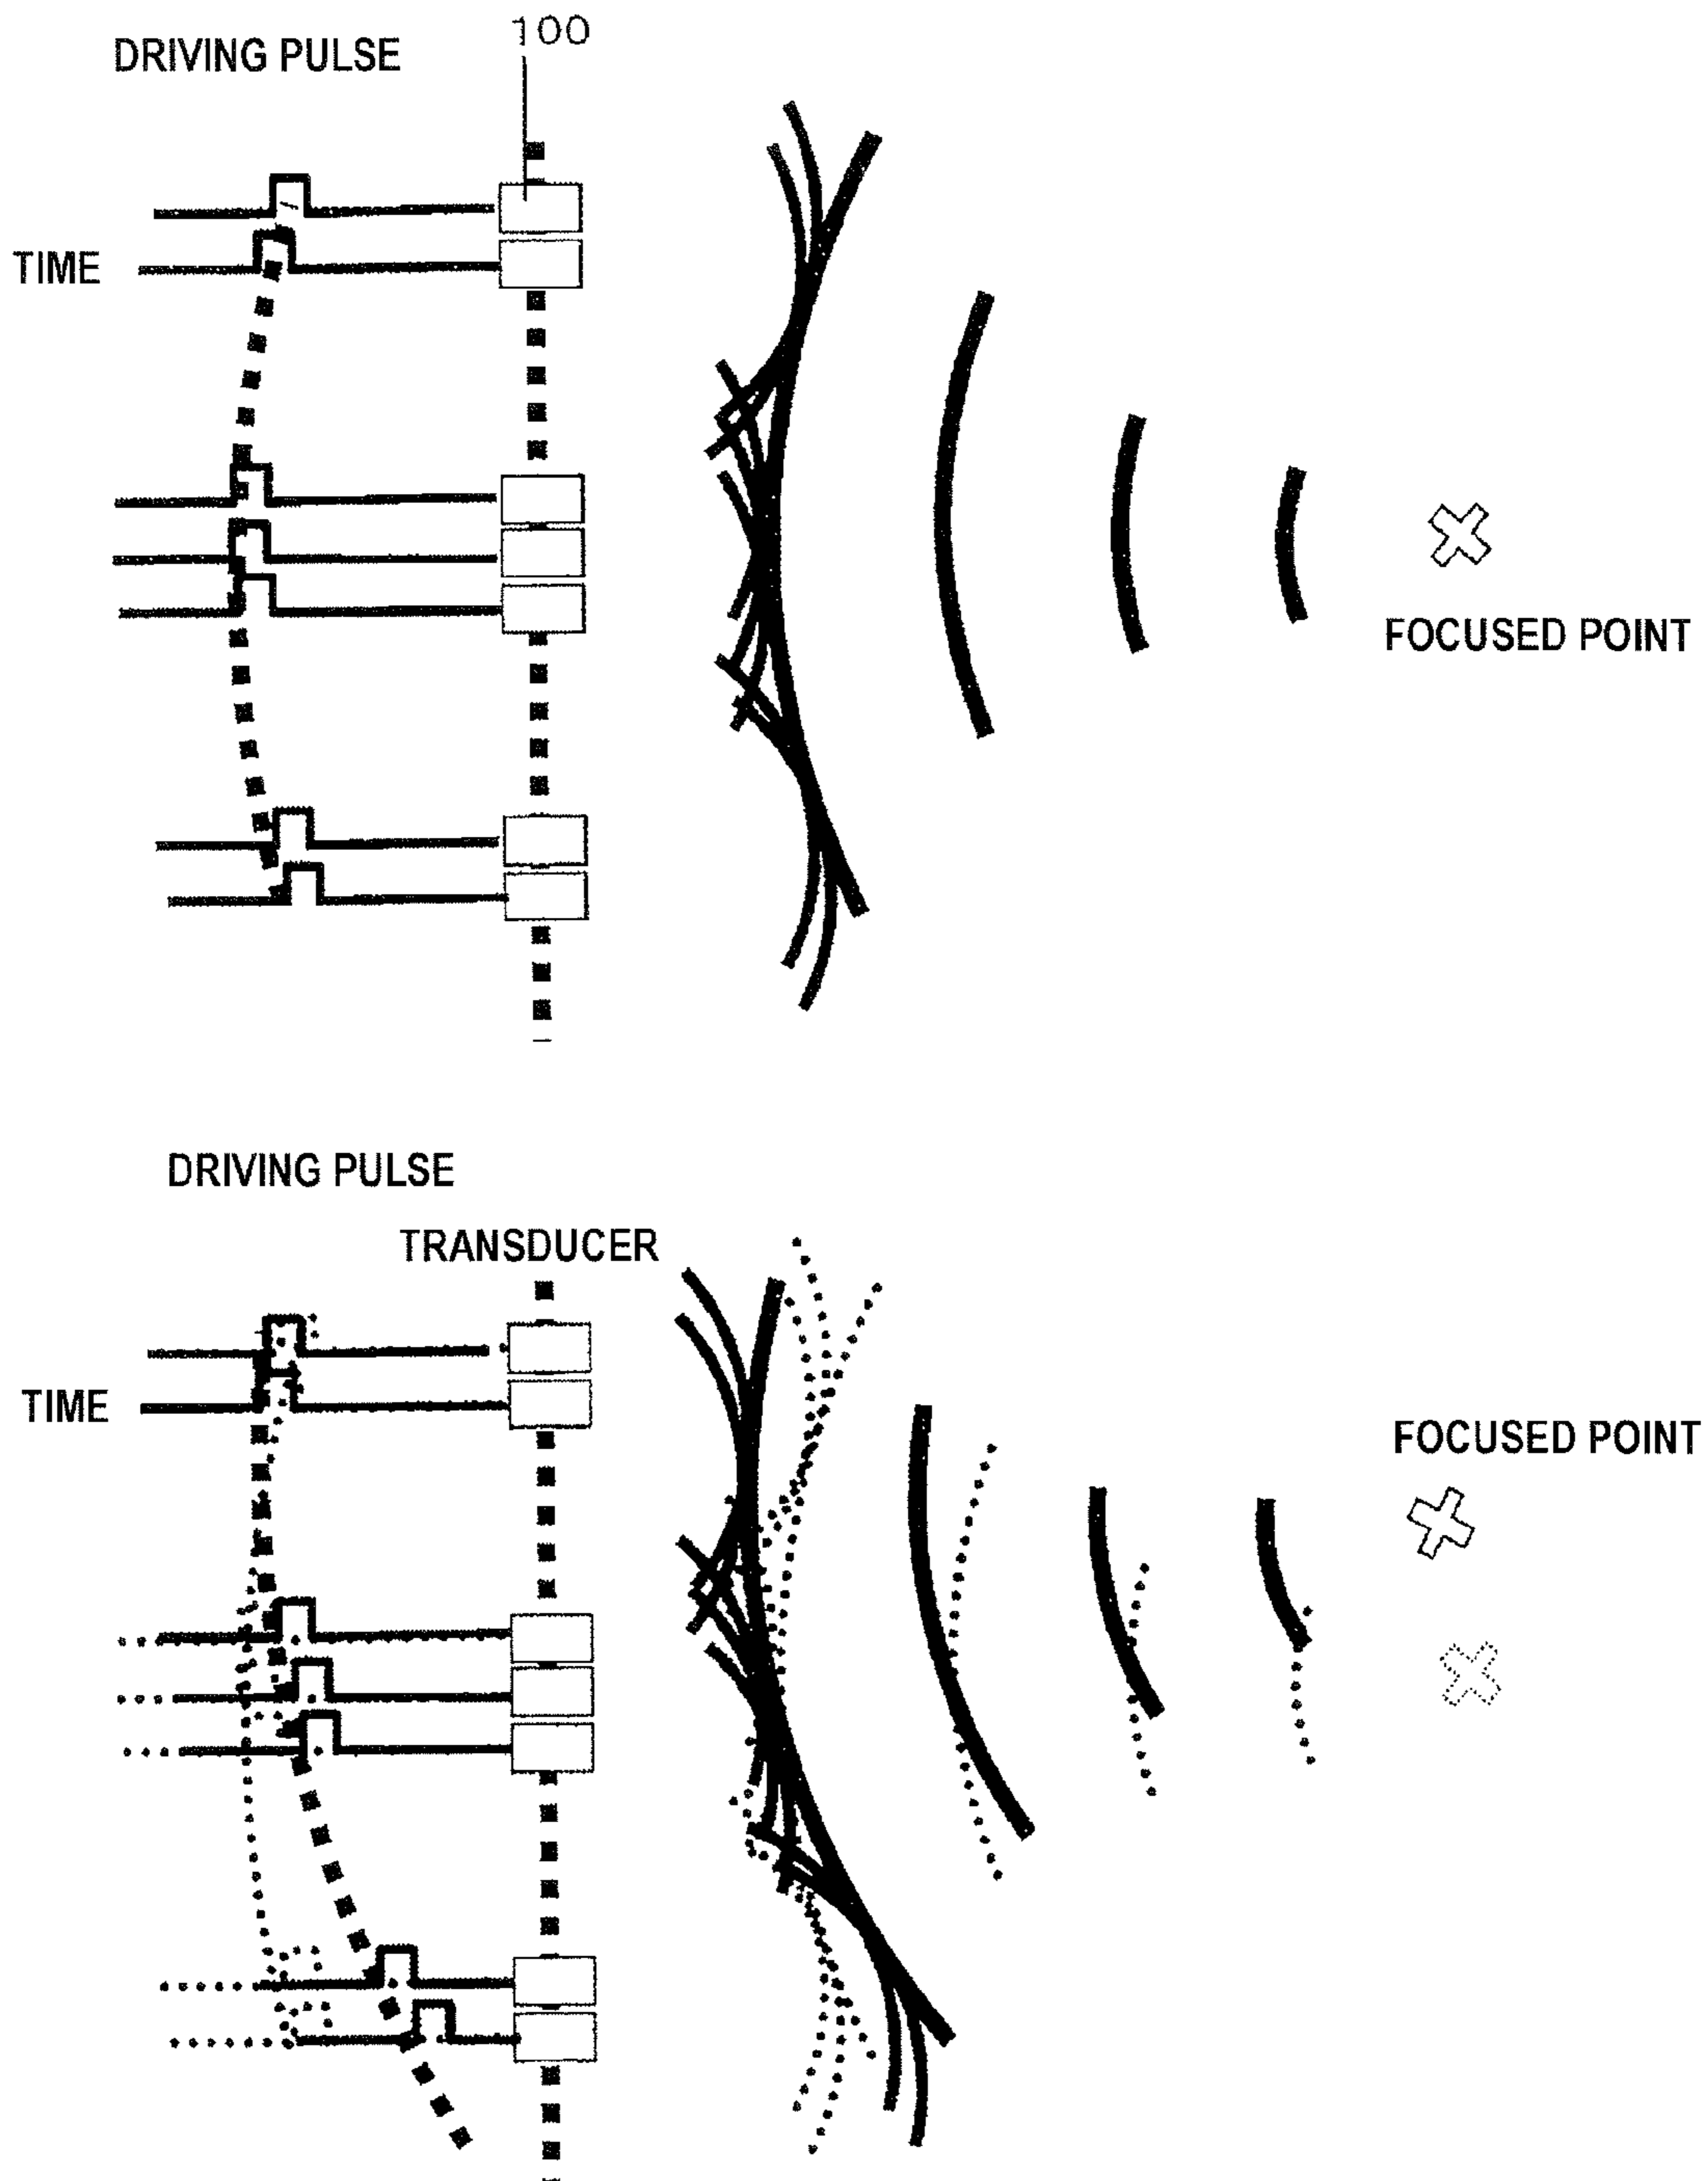 100
DRIVING PULSE
TIME
FOCUSED POINT
DRIVING PULSE
TRANSDUCER
TIME
FOCUSED POINT